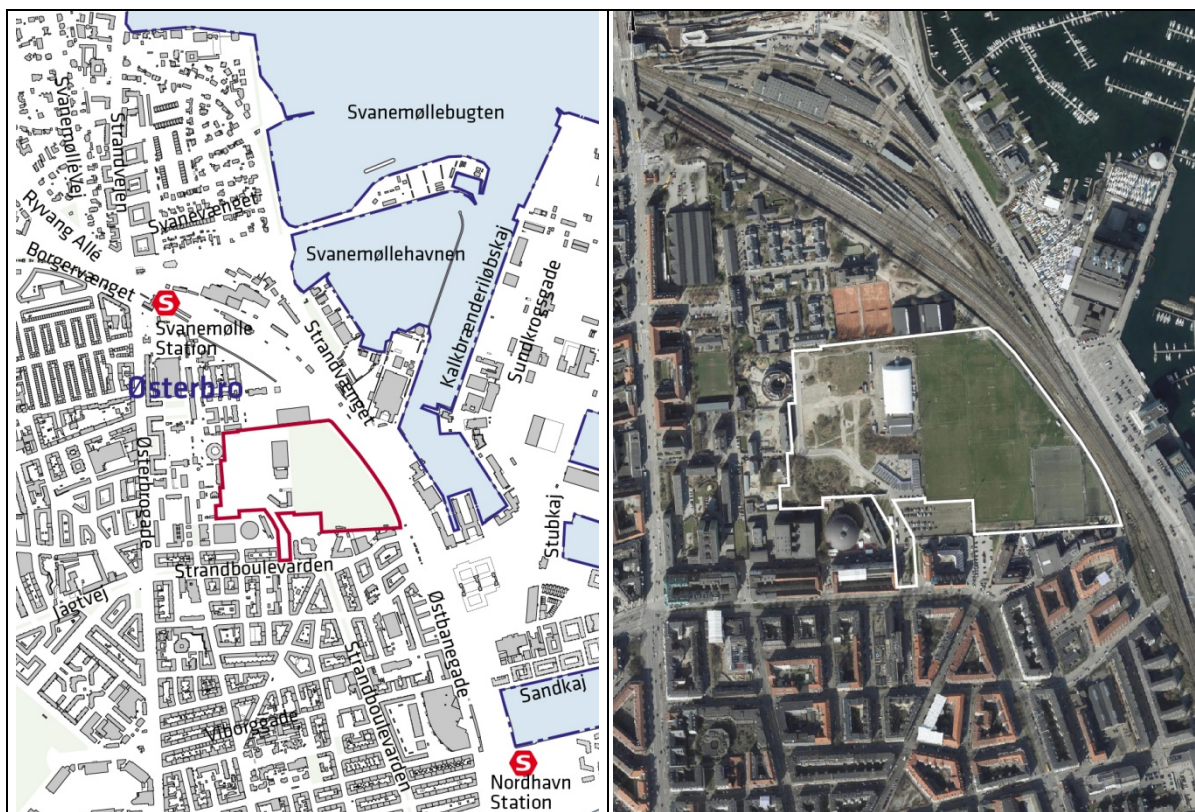 Svanemøllebugten
Svanemøllevej
Strandvejen
Svanevænget
Ryvang Allé
Borgervænget
Svanemøllehavnen
S
Svanemølle
Station
Strandvænget
Kalkbrænderiløbskaj
Sundkrogsgade
Østerbro
Østerbrogade
Stubkaj
Strandboulevarden
Jagtvej
Østbanegade
Strandboulevarden
Sandkaj
Viborggade
S
Nordhavn
Station